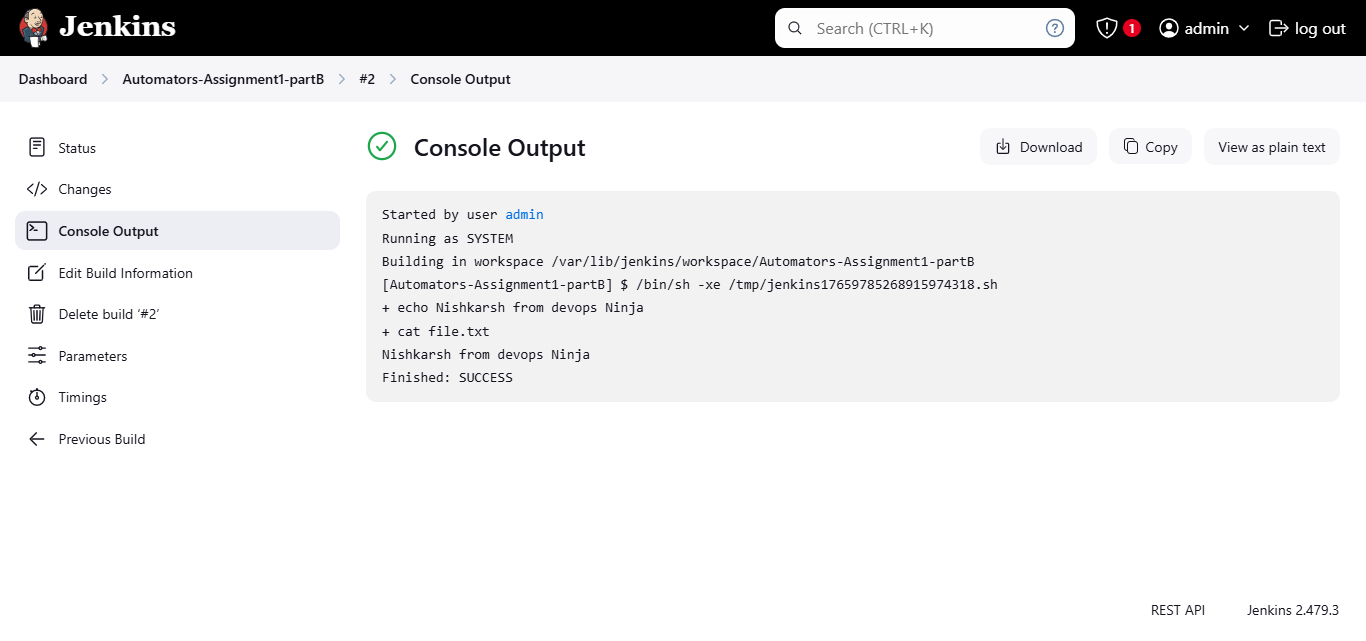 Jenkins
Search (CTRL+K)
?
1
admin
log out
Dashboard > Automators-Assignment1-partB > #2 > Console Output
Status
Changes
Console Output
Edit Build Information
Delete build ‘#2’
Parameters
Timings
Previous Build
Console Output
Download
Copy
View as plain text
Started by user admin
Running as SYSTEM
Building in workspace /var/lib/jenkins/workspace/Automators-Assignment1-partB
[Automators-Assignment1-partB] $ /bin/sh -xe /tmp/jenkins17659785268915974318.sh
+ echo Nishkarsh from devops Ninja
+ cat file.txt
Nishkarsh from devops Ninja
Finished: SUCCESS
REST API
Jenkins 2.479.3